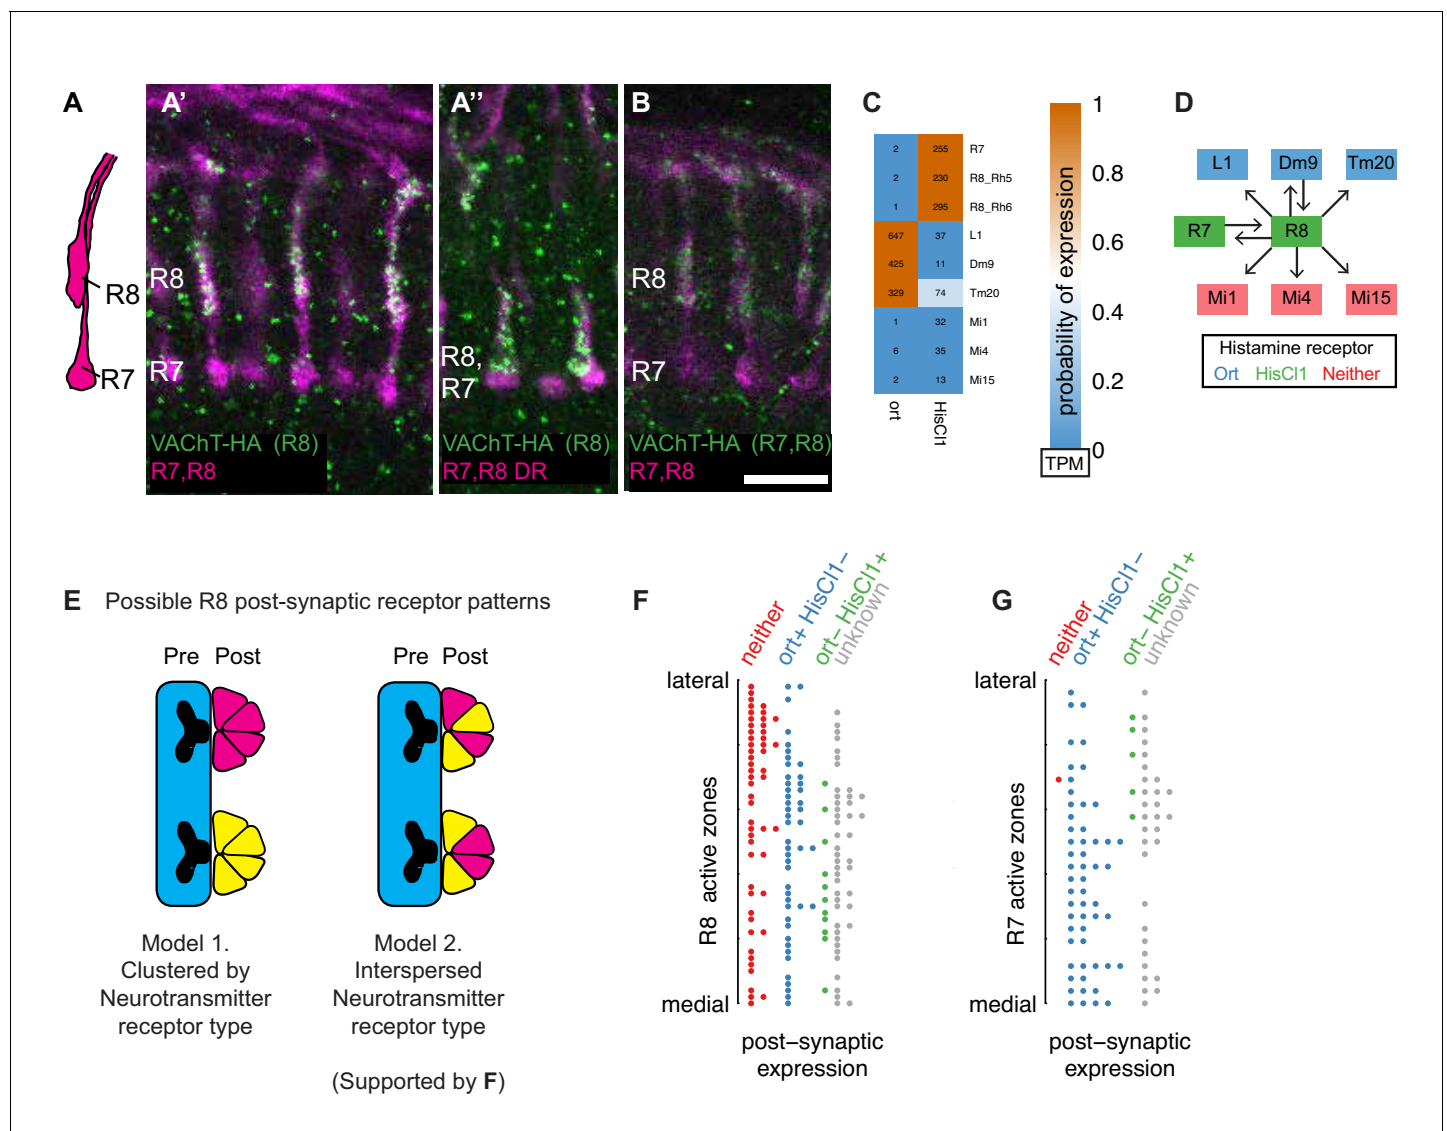 A
R8
R7
A'
R8
R7
VAChT-HA (R8)
R7,R8
A''
R8,
R7
VAChT-HA (R8)
R7,R8 DR
B
R8
R7
VAChT-HA (R7,R8)
R7,R8
C
2 255 R7
2 230 R8_Rh5
1 295 R8_Rh6
647 37 L1
425 11 Dm9
329 74 Tm20
1 32 Mi1
6 35 Mi4
2 13 Mi15
ort
HisCl1
probability of expression
1
0.8
0.6
0.4
0.2
0
TPM
D
L1 Dm9 Tm20
R7 R8
Mi1 Mi4 Mi15
Histamine receptor
Ort HisCl1 Neither
E Possible R8 post-synaptic receptor patterns
Pre Post
Model 1.
Clustered by
Neurotransmitter
receptor type
Pre Post
Model 2.
Interspersed
Neurotransmitter
receptor type
(Supported by F)
F
neither
ort+ HisCl1−
ort− HisCl1+
unknown
lateral
R8 active zones
medial
post−synaptic
expression
G
neither
ort+ HisCl1−
ort− HisCl1+
unknown
lateral
R7 active zones
medial
post−synaptic
expression